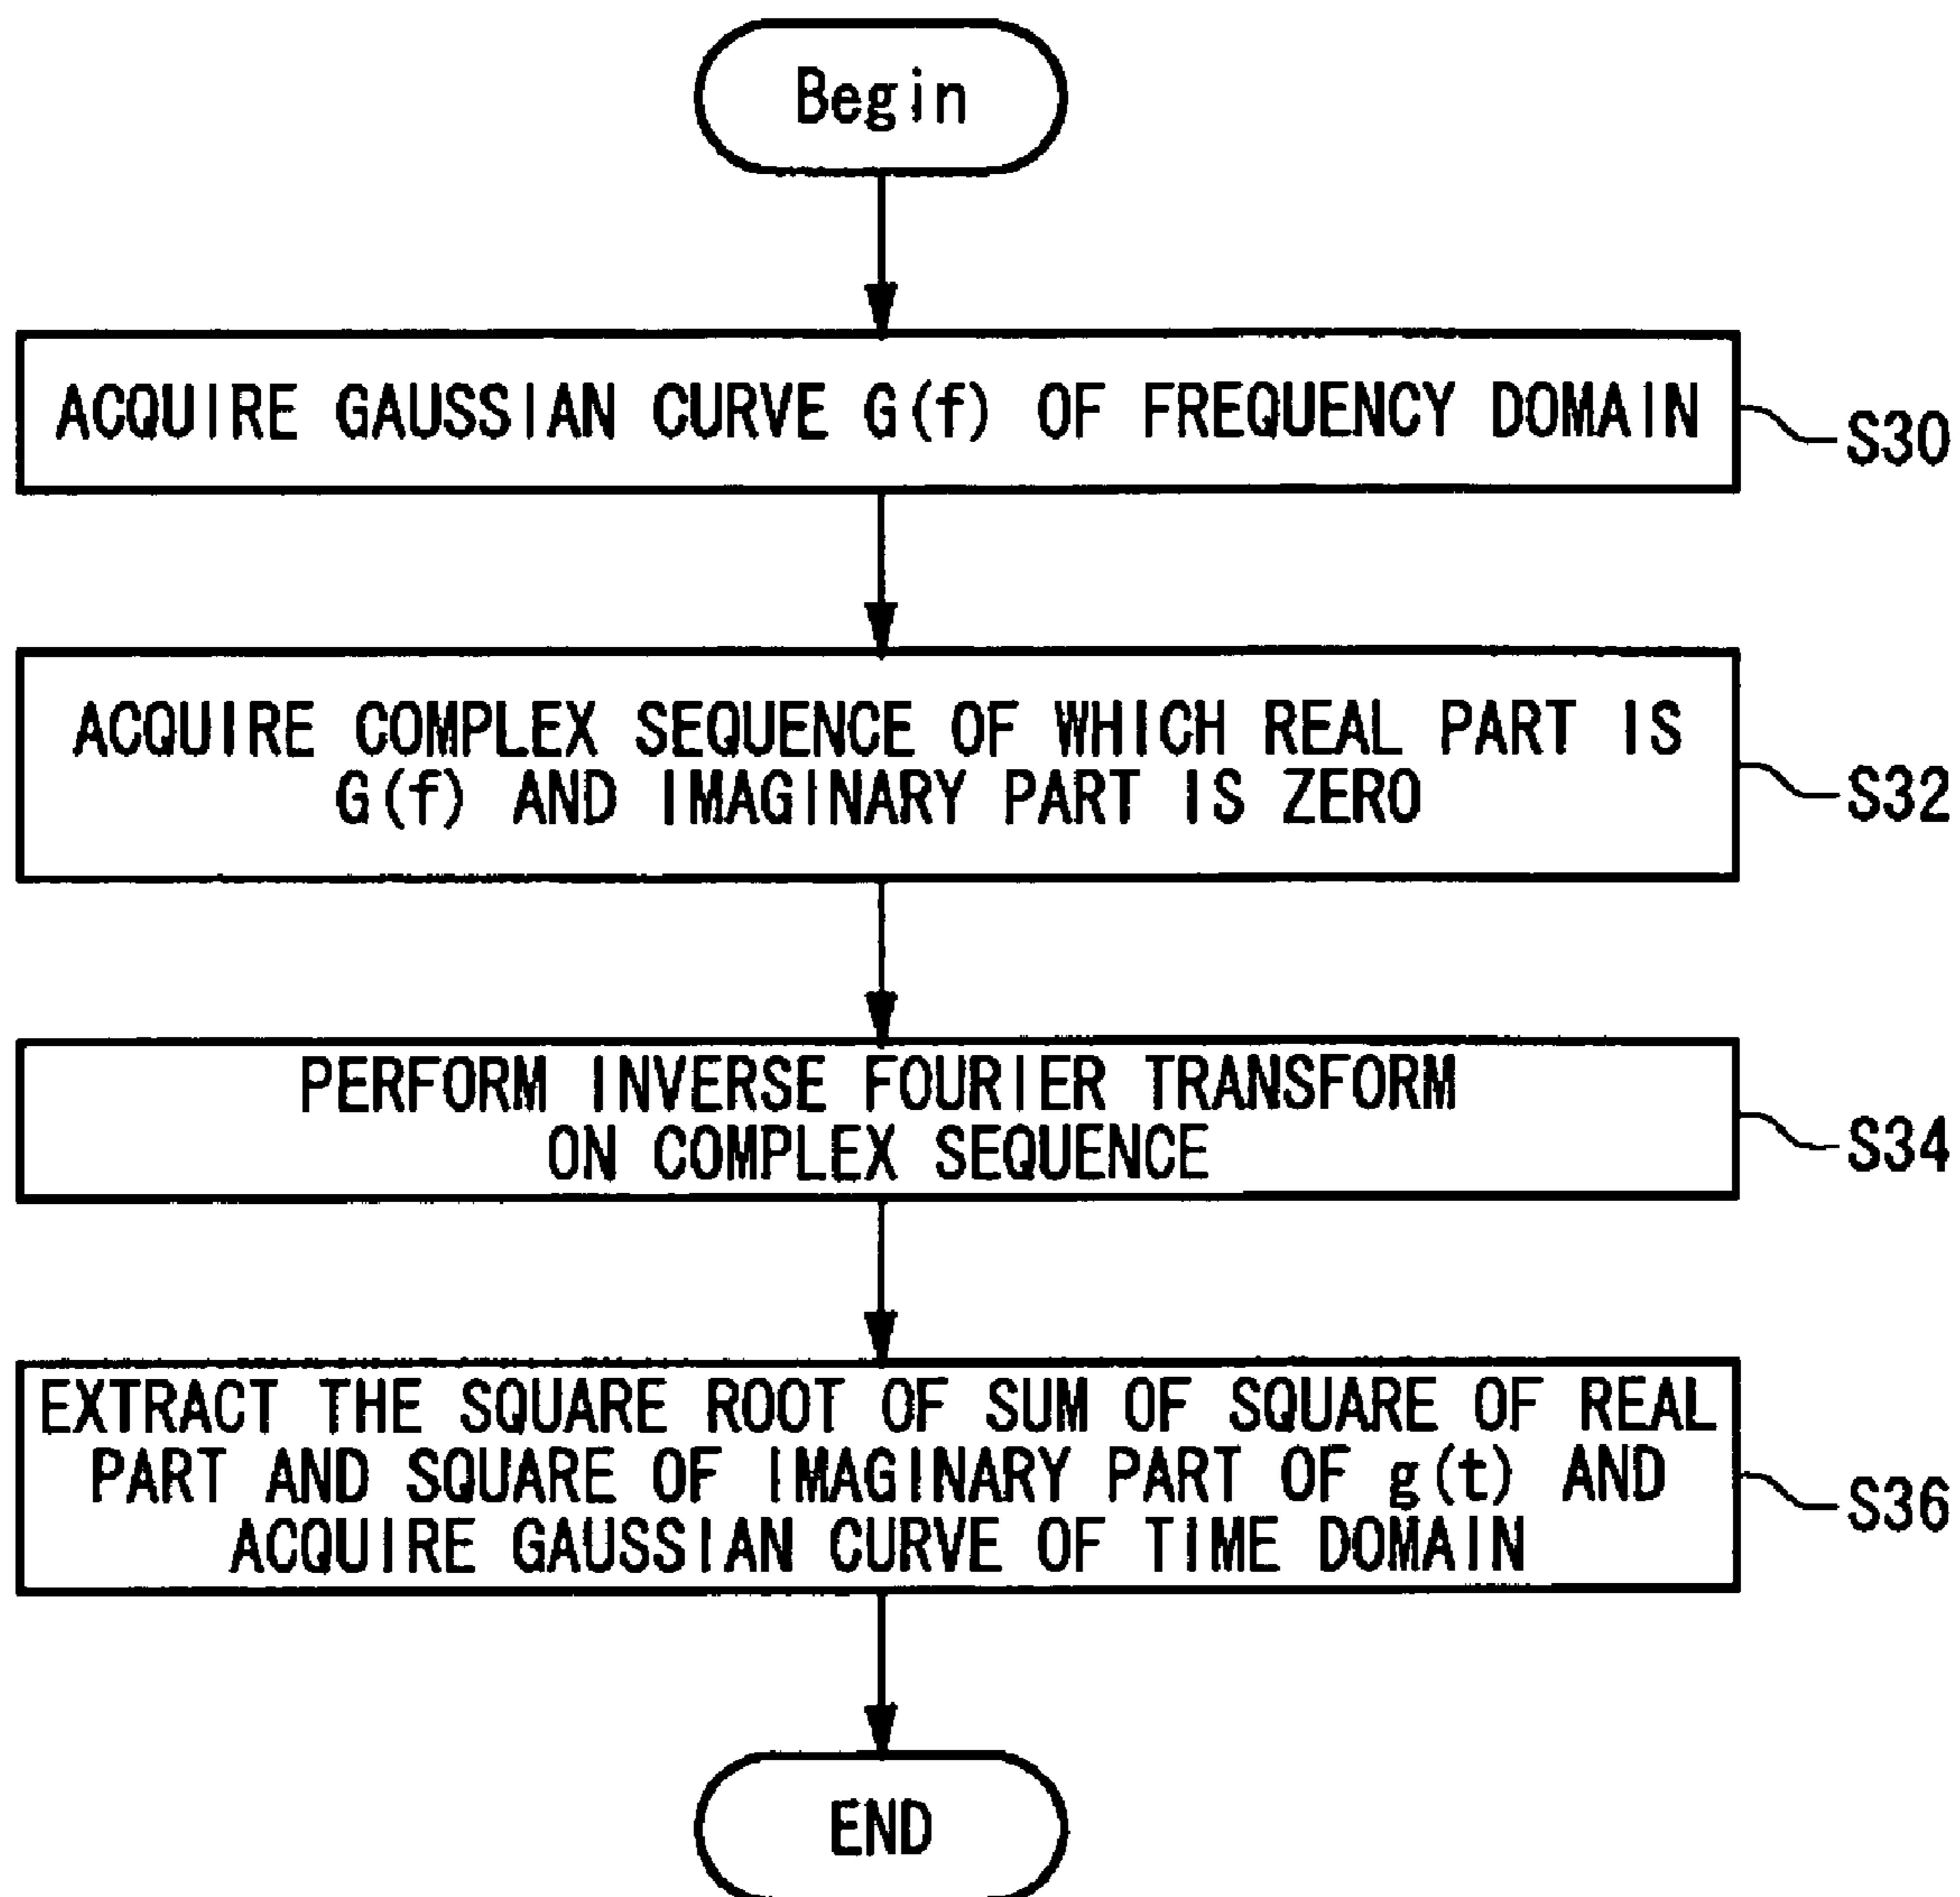 Begin
ACQUIRE GAUSSIAN CURVE G(f) OF FREQUENCY DOMAIN
S30
ACQUIRE COMPLEX SEQUENCE OF WHICH REAL PART IS
G(f) AND IMAGINARY PART IS ZERO
S32
PERFORM INVERSE FOURIER TRANSFORM
ON COMPLEX SEQUENCE
S34
EXTRACT THE SQUARE ROOT OF SUM OF SQUARE OF REAL
PART AND SQUARE OF IMAGINARY PART OF g(t) AND
ACQUIRE GAUSSIAN CURVE OF TIME DOMAIN
S36
END